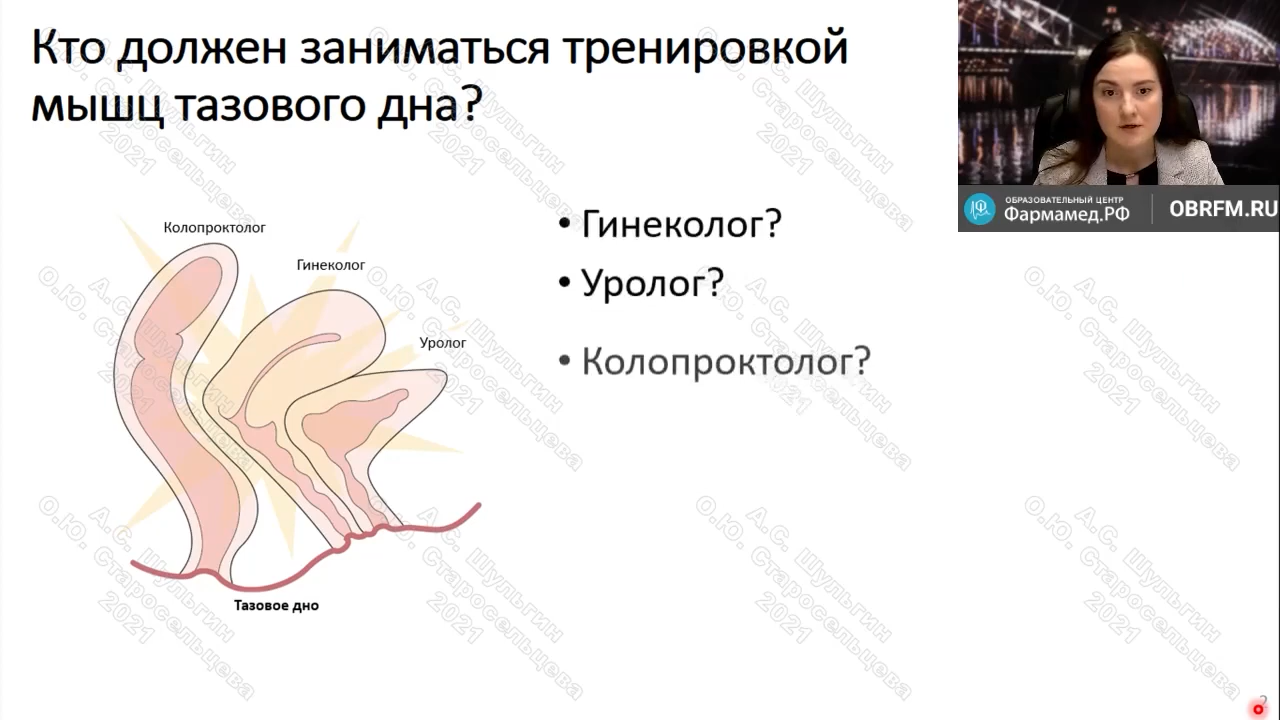 Кто должен заниматься тренировкой
мышц тазового дна?
ОБРАЗОВАТЕЛЬНЫЙ ЦЕНТР
Фармамед.РФ
OBRFM.RU
Колопроктолог
Гинеколог
Уролог
Тазовое дно
• Гинеколог?
• Уролог?
• Колопроктолог?
А.С. Шульгин
О.Ю. Старосельцева
2021
2